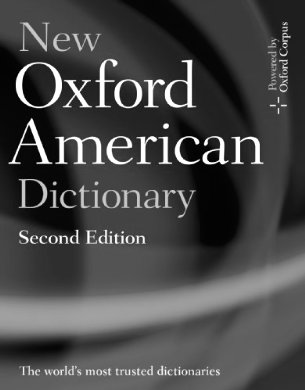 New
Oxford
American
Dictionary
Second Edition
Powered by
Oxford Corpus
The world's most trusted dictionaries